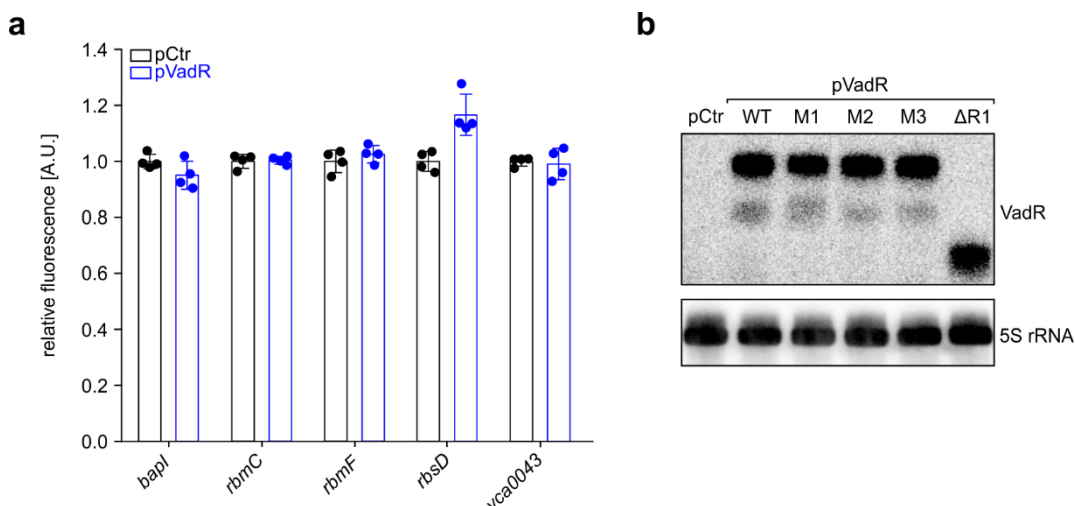 a
1.4
1.2
1.0
0.8
0.6
0.4
0.2
0.0
relative fluorescence [A.U.]
pCtr
pVadR
bapI
rbmC
rbmF
rbsD
vca0043
b
pVadR
pCtr WT M1 M2 M3 ΔR1
VadR
5S rRNA